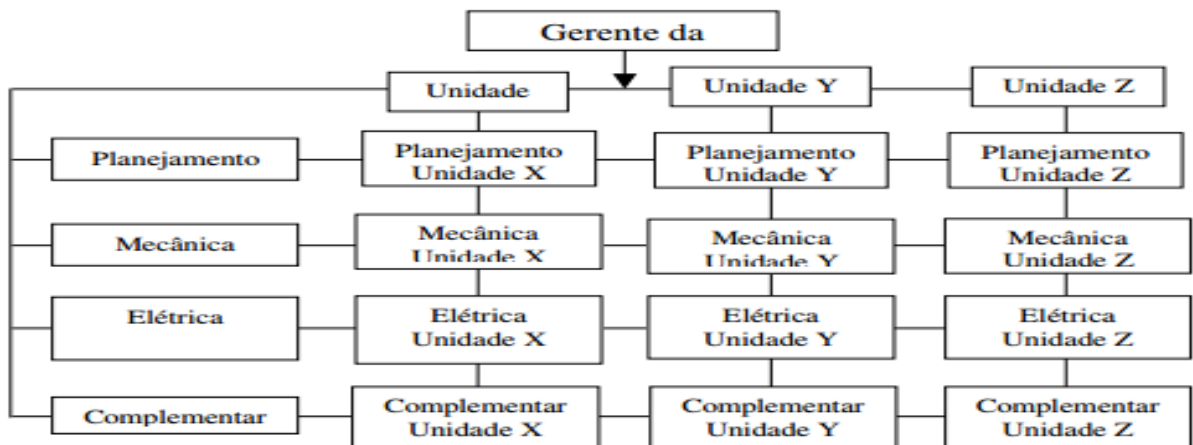 Gerente da
Unidade
Unidade Y
Unidade Z
Planejamento
Planejamento
Unidade X
Planejamento
Unidade Y
Planejamento
Unidade Z
Mecânica
Mecânica
Unidade X
Mecânica
Unidade Y
Mecânica
Unidade Z
Elétrica
Elétrica
Unidade X
Elétrica
Unidade Y
Elétrica
Unidade Z
Complementar
Complementar
Unidade X
Complementar
Unidade Y
Complementar
Unidade Z